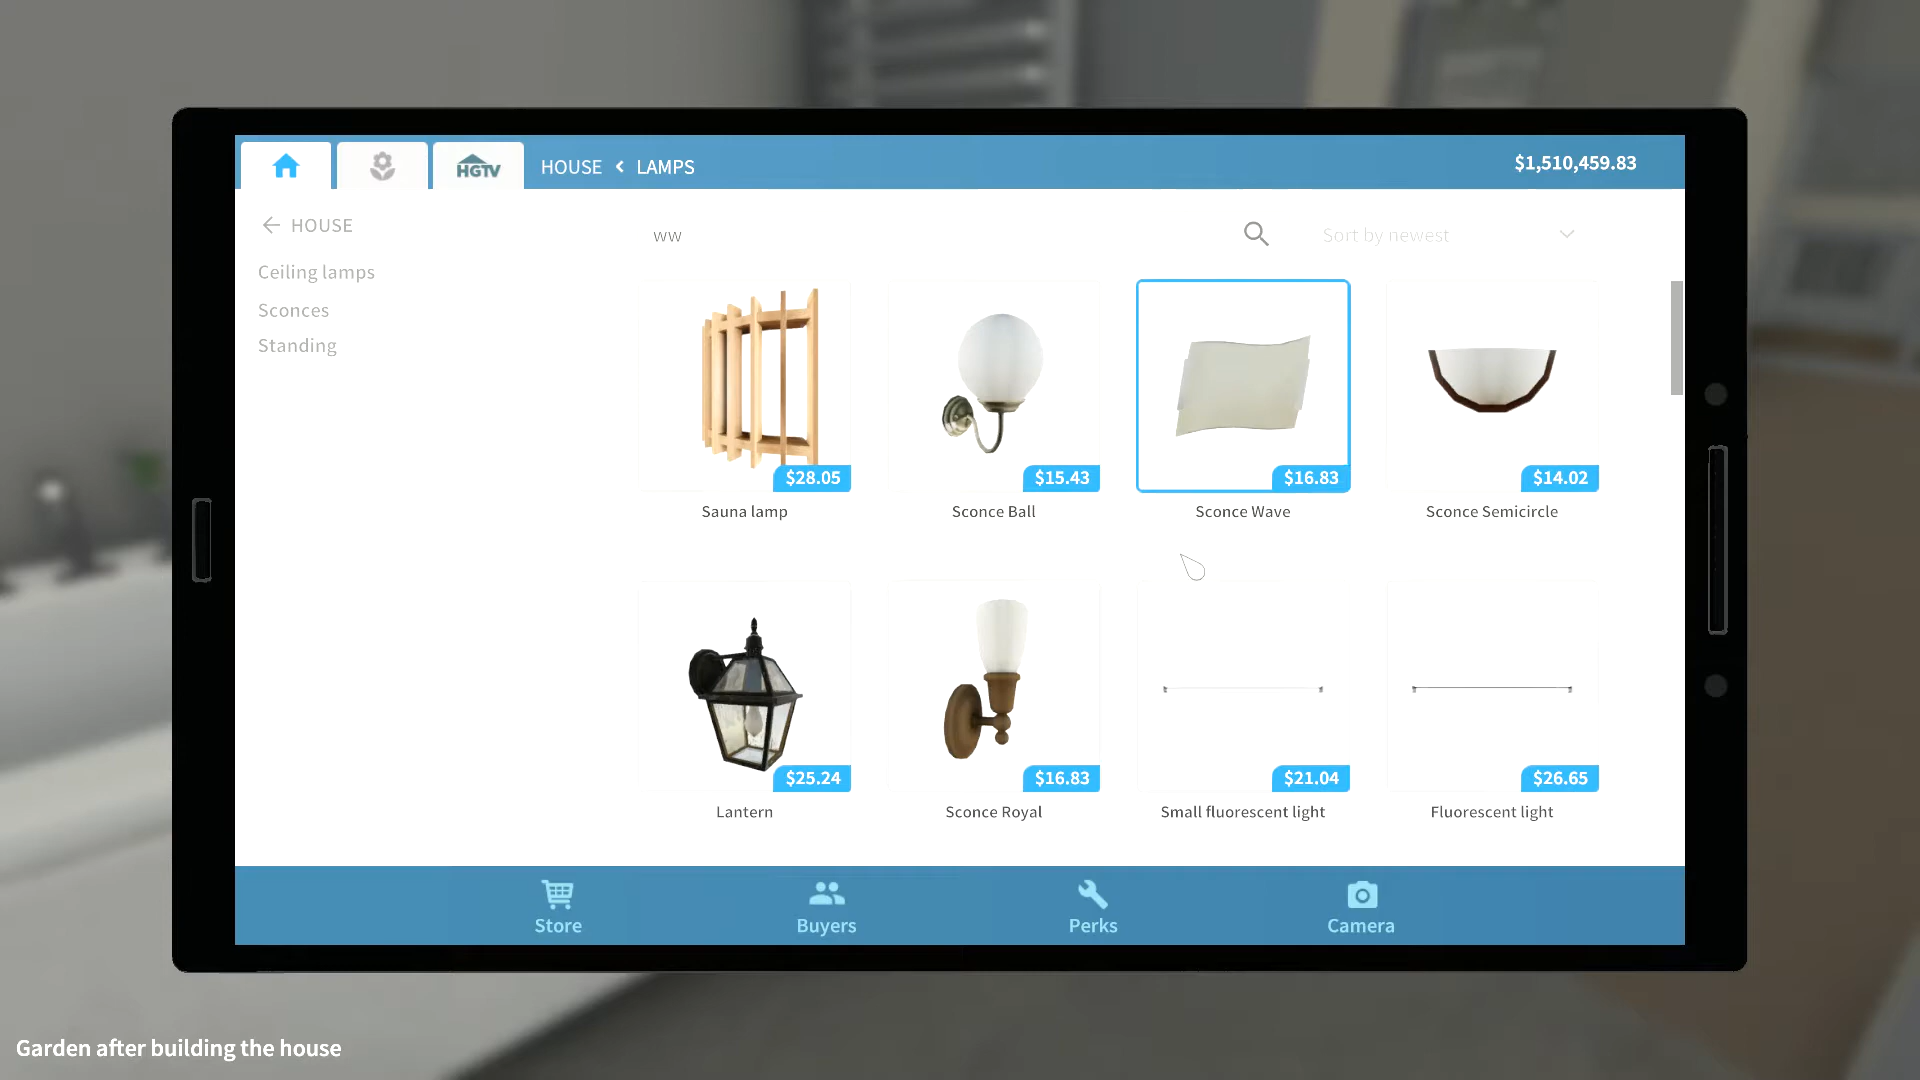 HGTV
HOUSE
LAMPS
$1,510,459.83
HOUSE
ww
Sort by newest
Ceiling lamps
Sconces
Standing
$28.05
$15.43
$16.83
$14.02
Sauna lamp
Sconce Ball
Sconce Wave
Sconce Semicircle
$25.24
$16.83
$21.04
$26.65
Lantern
Sconce Royal
Small fluorescent light
Fluorescent light
Store
Buyers
Perks
Camera
Garden after building the house